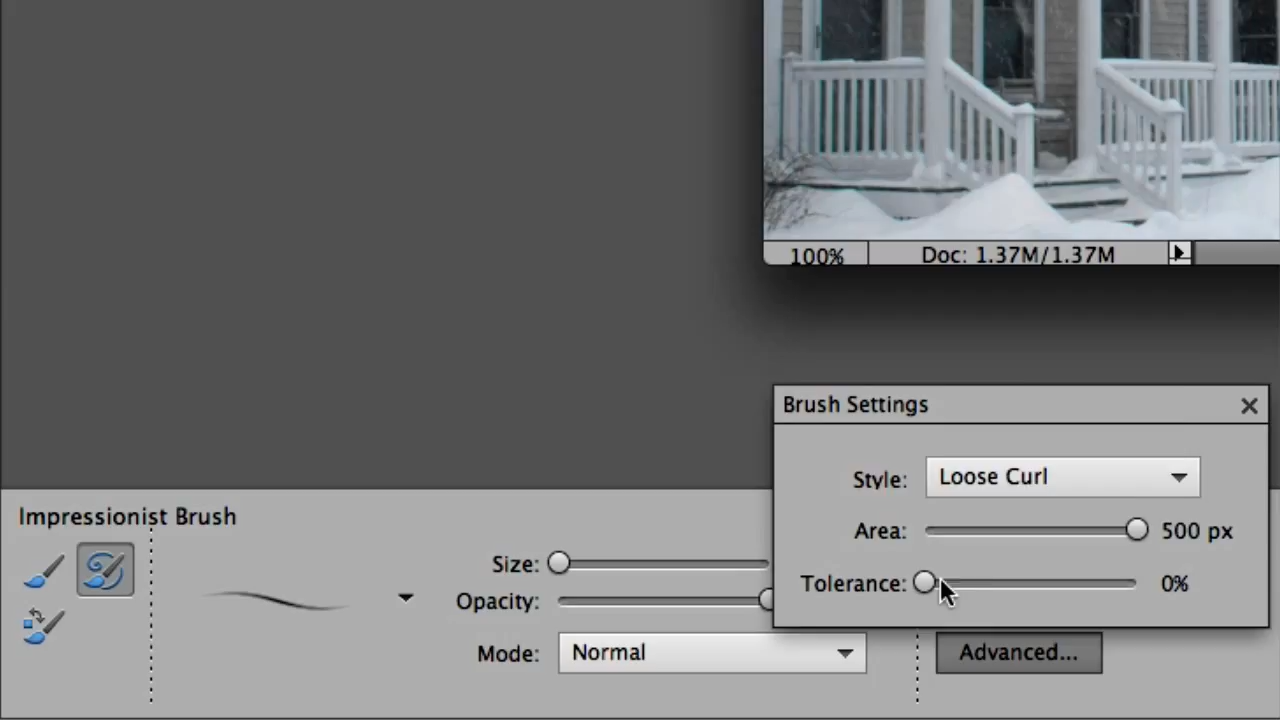 100%
Doc: 1.37M/1.37M
Brush Settings
Style: Loose Curl
Area: 500 px
Tolerance: 0%
Impressionist Brush
Size:
Opacity:
Mode: Normal
Advanced...